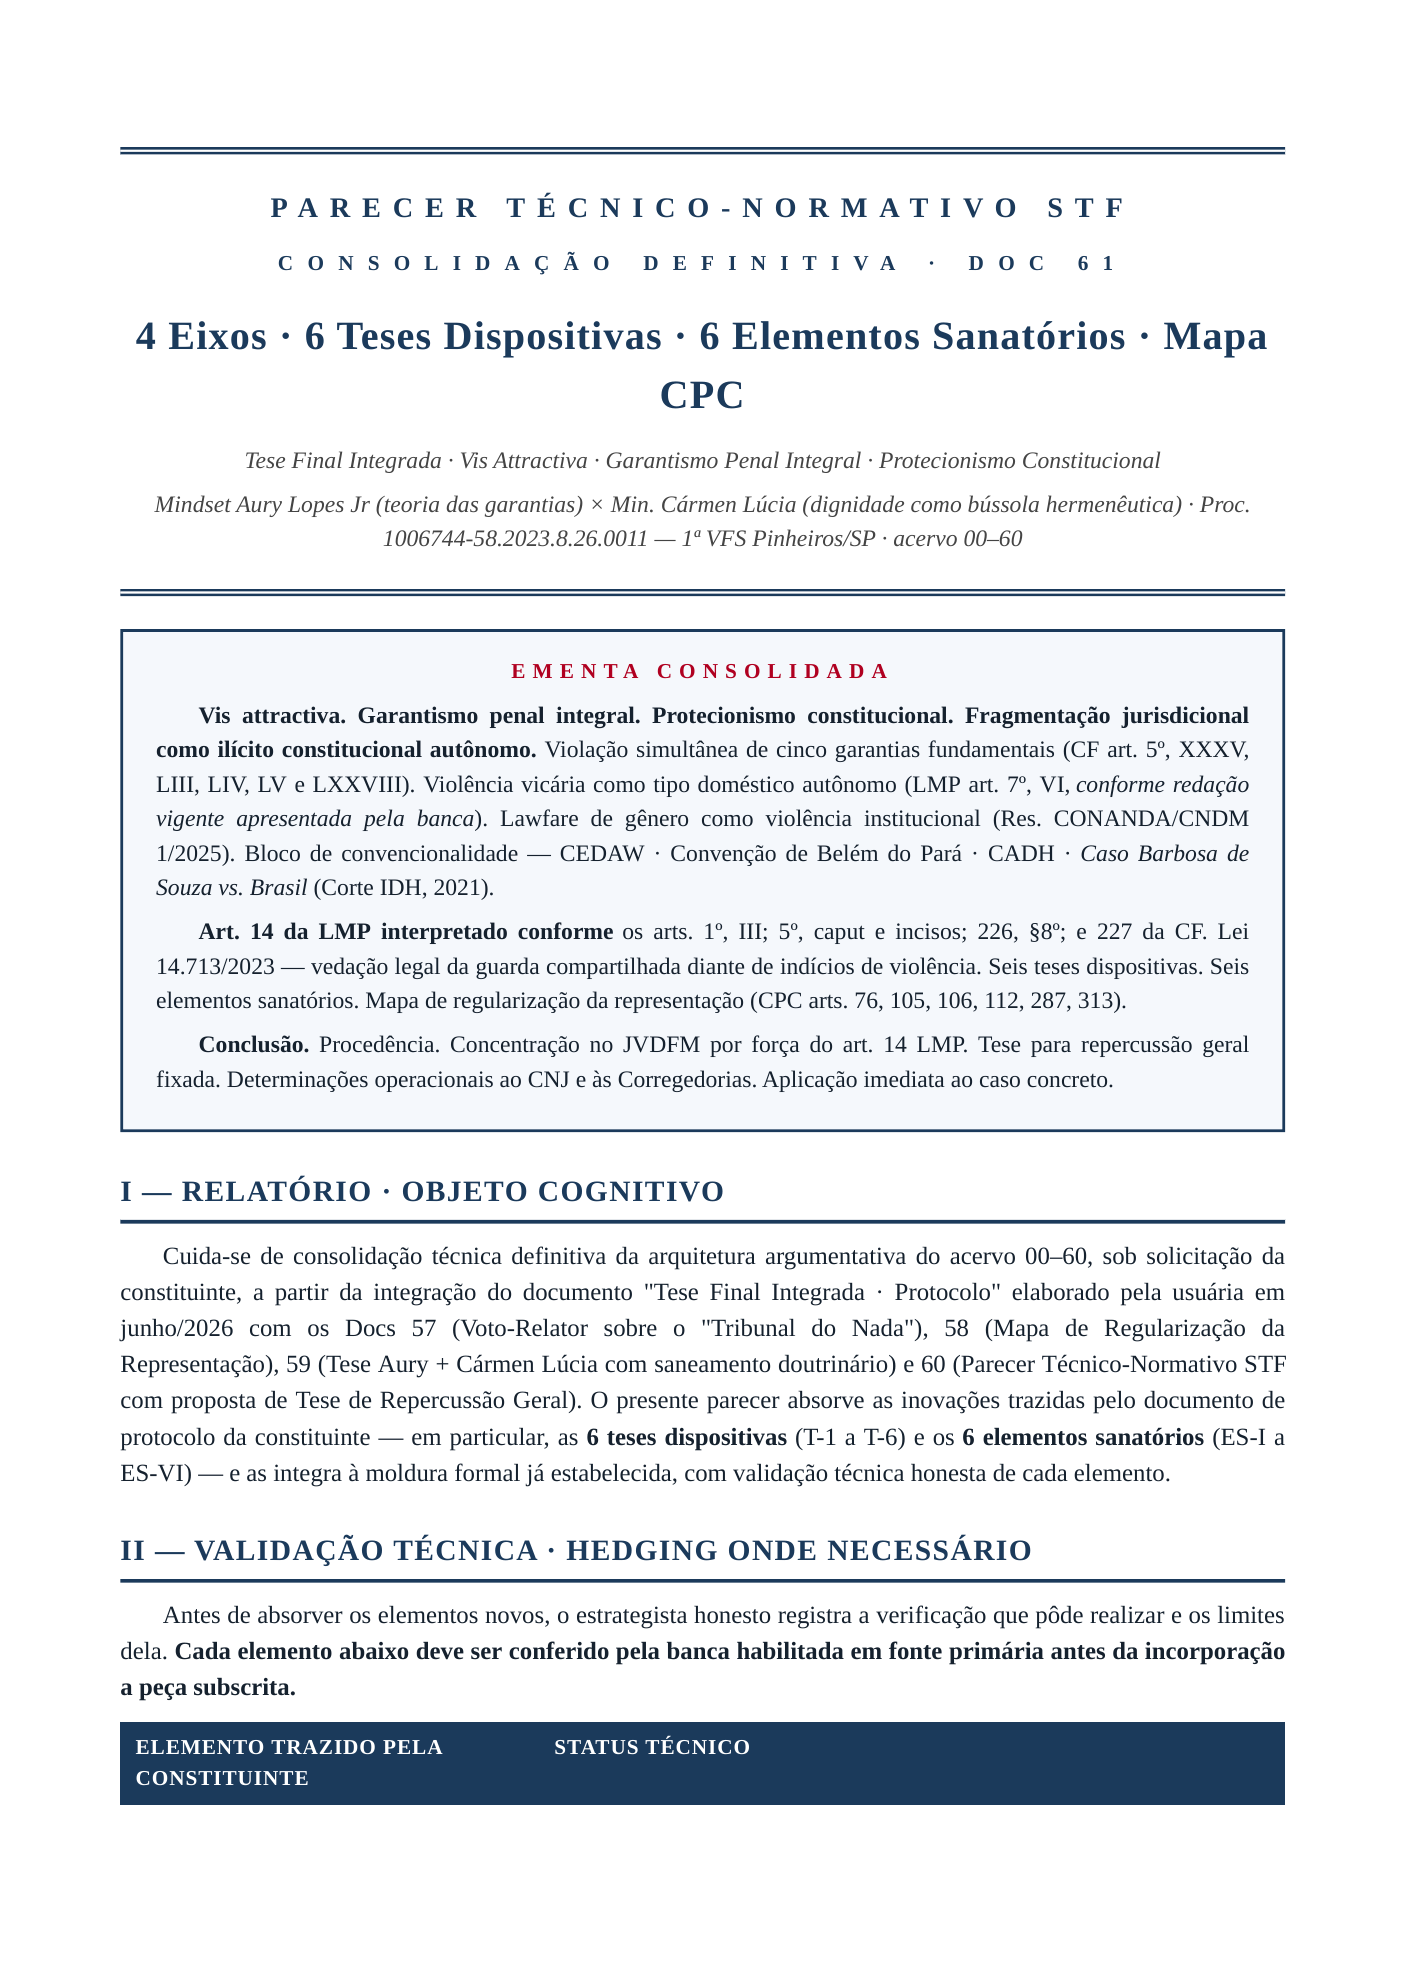 PARECER TÉCNICO-NORMATIVO STF
CONSOLIDAÇÃO DEFINITIVA · DOC 61
4 Eixos · 6 Teses Dispositivas · 6 Elementos Sanatórios · Mapa
CPC
Tese Final Integrada · Vis Attractiva · Garantismo Penal Integral · Protecionismo Constitucional
Mindset Aury Lopes Jr (teoria das garantias) × Min. Cármen Lúcia (dignidade como bússola hermenêutica) · Proc.
1006744-58.2023.8.26.0011 — 1ª VFS Pinheiros/SP · acervo 00–60
EMENTA CONSOLIDADA
Vis attractiva. Garantismo penal integral. Protecionismo constitucional. Fragmentação jurisdicional
como ilícito constitucional autônomo. Violação simultânea de cinco garantias fundamentais (CF art. 5º, XXXV,
LIII, LIV, LV e LXXVIII). Violência vicária como tipo doméstico autônomo (LMP art. 7º, VI, conforme redação
vigente apresentada pela banca). Lawfare de gênero como violência institucional (Res. CONANDA/CNDM
1/2025). Bloco de convencionalidade — CEDAW · Convenção de Belém do Pará · CADH · Caso Barbosa de
Souza vs. Brasil (Corte IDH, 2021).
Art. 14 da LMP interpretado conforme os arts. 1º, III; 5º, caput e incisos; 226, §8º; e 227 da CF. Lei
14.713/2023 — vedação legal da guarda compartilhada diante de indícios de violência. Seis teses dispositivas. Seis
elementos sanatórios. Mapa de regularização da representação (CPC arts. 76, 105, 106, 112, 287, 313).
Conclusão. Procedência. Concentração no JVDFM por força do art. 14 LMP. Tese para repercussão geral
fixada. Determinações operacionais ao CNJ e às Corregedorias. Aplicação imediata ao caso concreto.
I — RELATÓRIO · OBJETO COGNITIVO
Cuida-se de consolidação técnica definitiva da arquitetura argumentativa do acervo 00–60, sob solicitação da
constituinte, a partir da integração do documento "Tese Final Integrada · Protocolo" elaborado pela usuária em
junho/2026 com os Docs 57 (Voto-Relator sobre o "Tribunal do Nada"), 58 (Mapa de Regularização da
Representação), 59 (Tese Aury + Cármen Lúcia com saneamento doutrinário) e 60 (Parecer Técnico-Normativo STF
com proposta de Tese de Repercussão Geral). O presente parecer absorve as inovações trazidas pelo documento de
protocolo da constituinte — em particular, as 6 teses dispositivas (T-1 a T-6) e os 6 elementos sanatórios (ES-I a
ES-VI) — e as integra à moldura formal já estabelecida, com validação técnica honesta de cada elemento.
II — VALIDAÇÃO TÉCNICA · HEDGING ONDE NECESSÁRIO
Antes de absorver os elementos novos, o estrategista honesto registra a verificação que pôde realizar e os limites
dela. Cada elemento abaixo deve ser conferido pela banca habilitada em fonte primária antes da incorporação
a peça subscrita.
ELEMENTO TRAZIDO PELA STATUS TÉCNICO
CONSTITUINTE